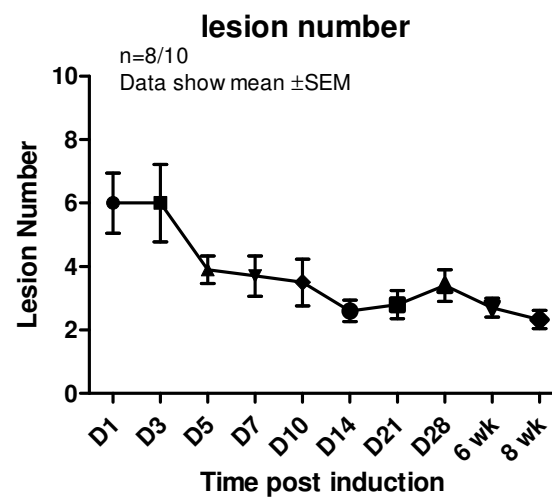 lesion number
n=8/10
Data show mean ±SEM
Lesion Number
10
8
6
4
2
0
D1 D3 D5 D7 D10 D14 D21 D28 6 wk 8 wk
Time post induction